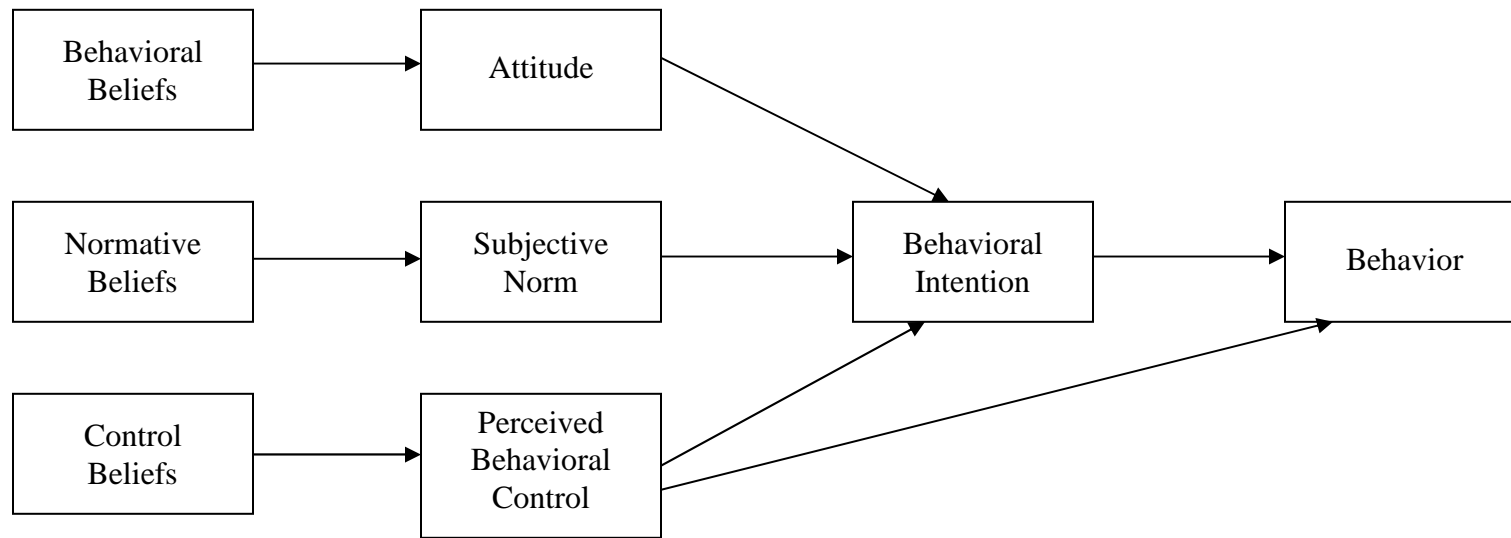 Behavioral
Beliefs
Attitude
Normative
Beliefs
Subjective
Norm
Behavioral
Intention
Behavior
Control
Beliefs
Perceived
Behavioral
Control